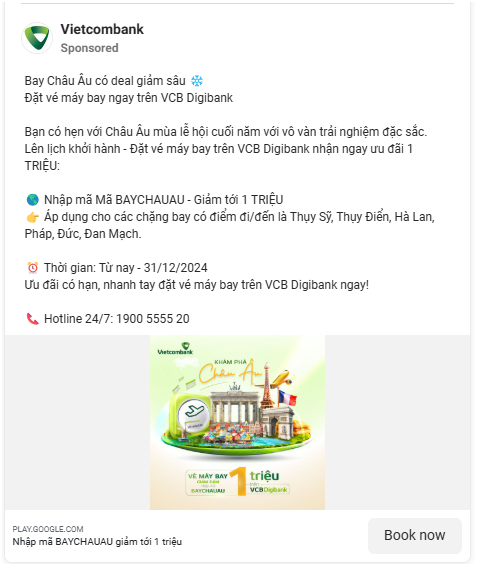 Vietcombank
Sponsored
Bay Châu Âu có deal giảm sâu ❄️
Đặt vé máy bay ngay trên VCB Digibank
Bạn có hẹn với Châu Âu mùa lễ hội cuối năm với vô vàn trải nghiệm đặc sắc.
Lên lịch khởi hành - Đặt vé máy bay trên VCB Digibank nhận ngay ưu đãi 1
TRIỆU:
🌎 Nhập mã Mã BAYCHAUAU - Giảm tới 1 TRIỆU
👉 Áp dụng cho các chặng bay có điểm đi/đến là Thụy Sỹ, Thụy Điển, Hà Lan,
Pháp, Đức, Đan Mạch.
⏰ Thời gian: Từ nay - 31/12/2024
Ưu đãi có hạn, nhanh tay đặt vé máy bay trên VCB Digibank ngay!
📞 Hotline 24/7: 1900 5555 20
Vietcombank
KHÁM PHÁ
Châu Âu
VÉ MÁY BAY
BAYCHAUAU
1 triệu
VCBDigibank
PLAY.GOOGLE.COM
Nhập mã BAYCHAUAU giảm tới 1 triệu
Book now